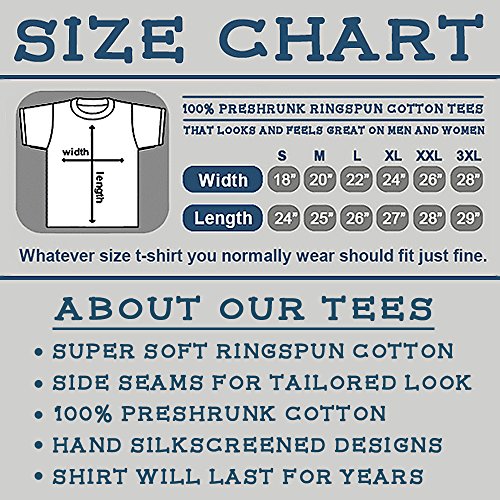 SIZE CHART
100% PRESHRUNK RINGSPUN COTTON TEES
THAT LOOKS AND FEELS GREAT ON MEN AND WOMEN
width
length
S M L XL XXL 3XL
Width 18" 20" 22" 24" 26" 28"
Length 24" 25" 26" 27" 28" 29"
Whatever size t-shirt you normally wear should fit just fine.
ABOUT OUR TEES
• SUPER SOFT RINGSPUN COTTON
• SIDE SEAMS FOR TAILORED LOOK
• 100% PRESHRUNK COTTON
• HAND SILKSCREENED DESIGNS
• SHIRT WILL LAST FOR YEARS